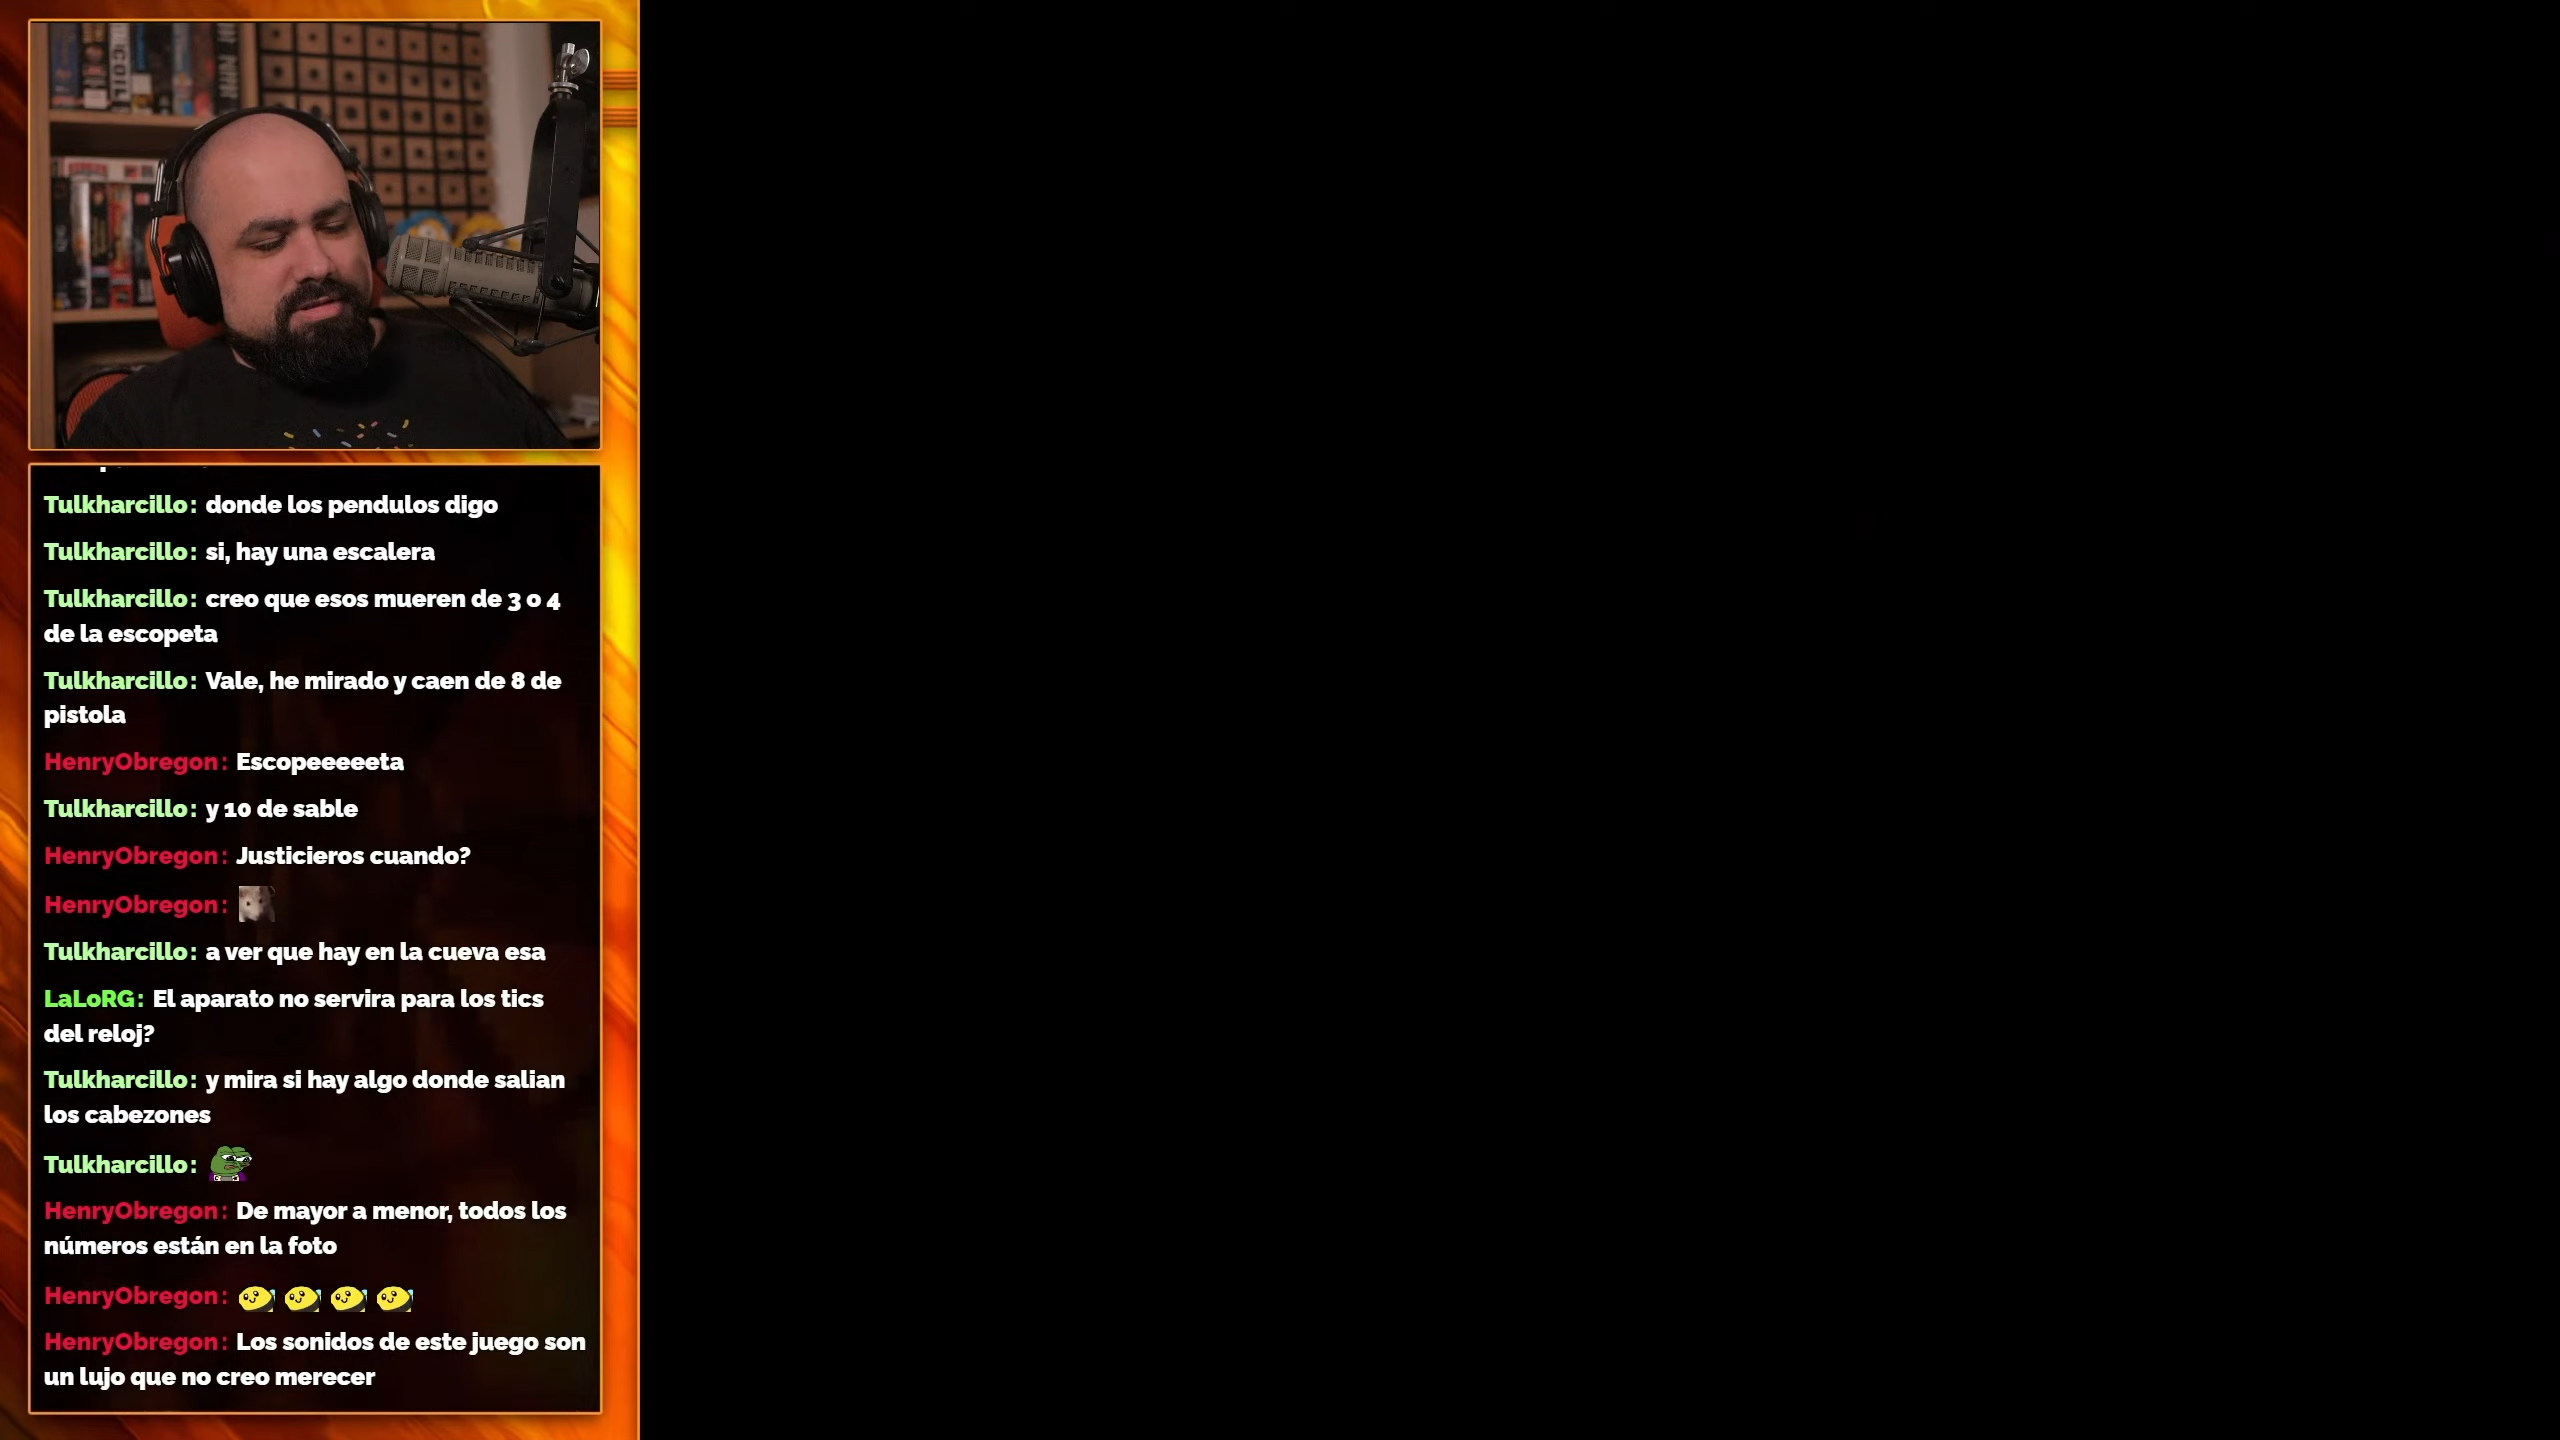 Tulkharcillo: donde los pendulos digo
Tulkharcillo: si, hay una escalera
Tulkharcillo: creo que esos mueren de 3 o 4
de la escopeta
Tulkharcillo: Vale, he mirado y caen de 8 de
pistola
HenryObregon: Escopeeeeeta
Tulkharcillo: y 10 de sable
HenryObregon: Justicieros cuando?
HenryObregon:
Tulkharcillo: a ver que hay en la cueva esa
LaLoRG: El aparato no servira para los tics
del reloj?
Tulkharcillo: y mira si hay algo donde salian
los cabezones
Tulkharcillo:
HenryObregon: De mayor a menor, todos los
números están en la foto
HenryObregon:
HenryObregon: Los sonidos de este juego son
un lujo que no creo merecer